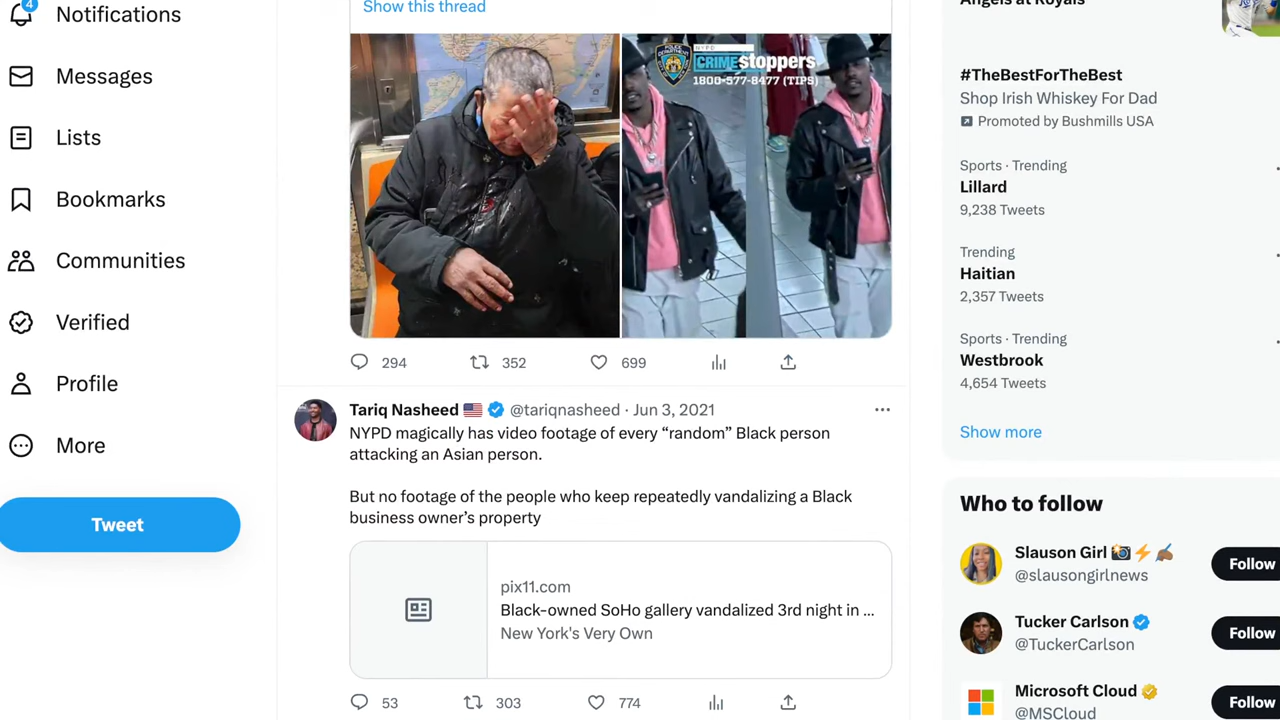 4
Notifications
Messages
Lists
Bookmarks
Communities
Verified
Profile
More
Tweet
Show this thread
POLICE
DEPARTMENT
NYPD
CRIMEstoppers
1800-577-8477 (TIPS)
294 352 699
Tariq Nasheed @tariqnasheed · Jun 3, 2021
NYPD magically has video footage of every “random” Black person
attacking an Asian person.
But no footage of the people who keep repeatedly vandalizing a Black
business owner’s property
pix11.com
Black-owned SoHo gallery vandalized 3rd night in ...
New York's Very Own
53 303 774
Angels at Royals
#TheBestForTheBest
Shop Irish Whiskey For Dad
Promoted by Bushmills USA
Sports · Trending
Lillard
9,238 Tweets
Trending
Haitian
2,357 Tweets
Sports · Trending
Westbrook
4,654 Tweets
Show more
Who to follow
Slauson Girl
@slausongirlnews
Follow
Tucker Carlson
@TuckerCarlson
Follow
Microsoft Cloud
@MSCloud
Follow